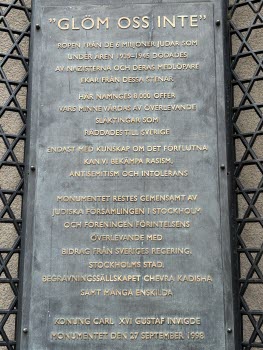 "GLÖM OSS INTE"
ROPEN FRÅN DE 6 MILJONER JUDAR SOM
UNDER ÅREN 1933-1945 DÖDADES
AV NAZISTERNA OCH DERAS MEDLÖPARE
EKAR FRÅN DESSA STENAR.
HÄR NÄMNGES 8.000 OFFER
VARS MINNE VÅRDAS AV ÖVERLEVANDE
SLÄKTINGAR SOM
RÄDDADES TILL SVERIGE
ENDAST MED KUNSKAP OM DET FÖRFLUTNA
KAN VI BEKÄMPA RASISM,
ANTISEMITISM OCH INTOLERANS
MONUMENTET RESTES GEMENSAMT AV
JUDISKA FÖRSAMLINGEN I STOCKHOLM
OCH FÖRENINGEN FÖRINTELSENS
ÖVERLEVANDE MED
BIDRAG FRÅN SVERIGES REGERING,
STOCKHOLMS STAD,
BEGRAVNINGSSÄLLSKAPET CHEVRA KADISHA
SAMT MÅNGA ENSKILDA
KONUNG CARL XVI GUSTAF INVIGDE
MONUMENTET DEN 27 SEPTEMBER 1998